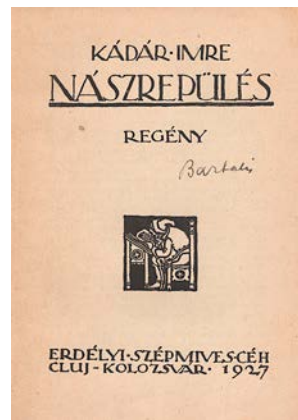 KÁDÁR·IMRE
NÁSZREPÜLÉS
REGÉNY
Bartalis
ERDÉLYI·SZÉPMIVES·CÉH
CLUJ-KOLOZSVÁR·1927